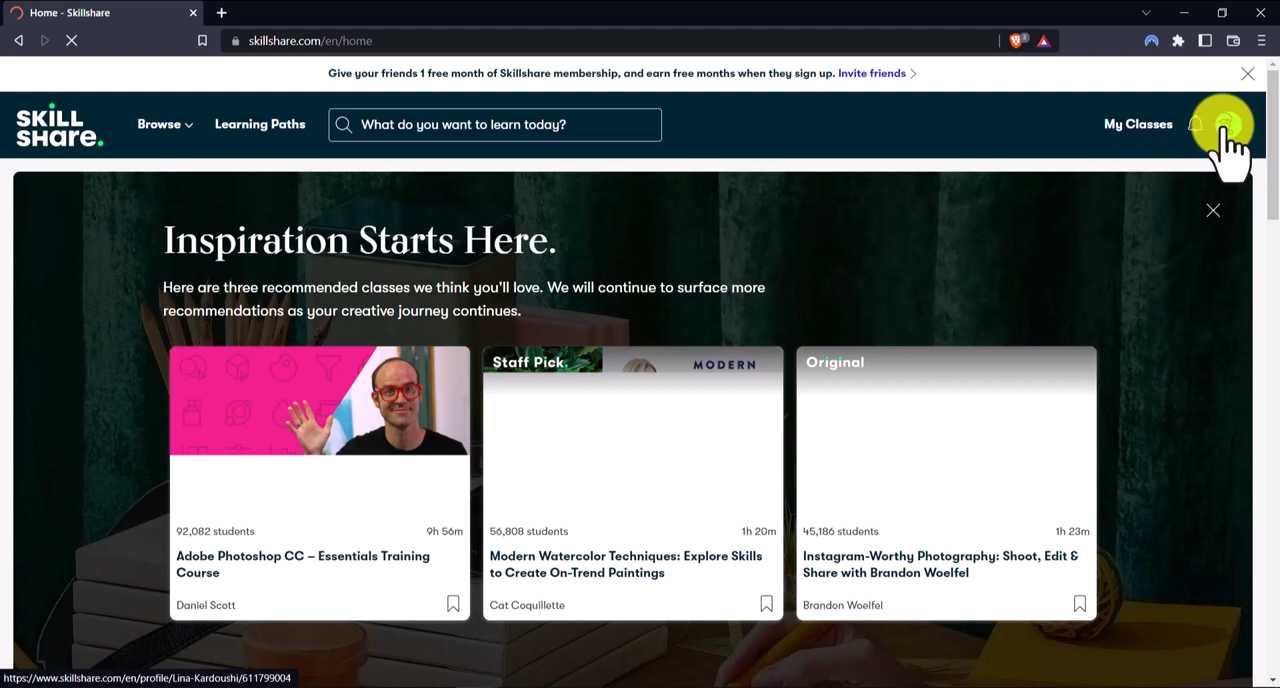 Home - Skillshare
skillshare.com/en/home
3
Give your friends 1 free month of Skillshare membership, and earn free months when they sign up. Invite friends
SKILL
SHare.
Browse
Learning Paths
What do you want to learn today?
My Classes
Inspiration Starts Here.
Here are three recommended classes we think you'll love. We will continue to surface more
recommendations as your creative journey continues.
Staff Pick.
MODERN
Original
92,082 students
9h 56m
Adobe Photoshop CC – Essentials Training
Course
Daniel Scott
56,808 students
1h 20m
Modern Watercolor Techniques: Explore Skills
to Create On-Trend Paintings
Cat Coquillette
45,186 students
1h 23m
Instagram-Worthy Photography: Shoot, Edit &
Share with Brandon Woelfel
Brandon Woelfel
https://www.skillshare.com/en/profile/Lina-Kardoushi/611799004